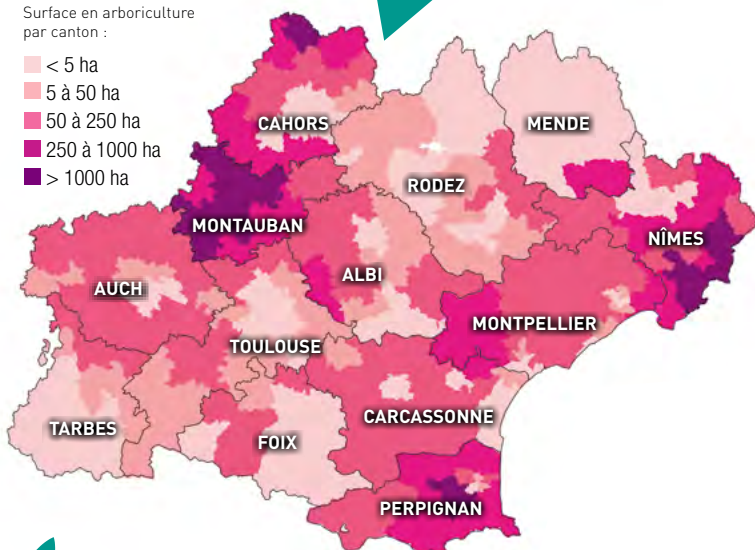 Surface en arboriculture
par canton :
< 5 ha
5 à 50 ha
50 à 250 ha
250 à 1000 ha
> 1000 ha
CAHORS
MENDE
RODEZ
MONTAUBAN
NÎMES
ALBI
AUCH
MONTPELLIER
TOULOUSE
CARCASSONNE
TARBES
FOIX
PERPIGNAN